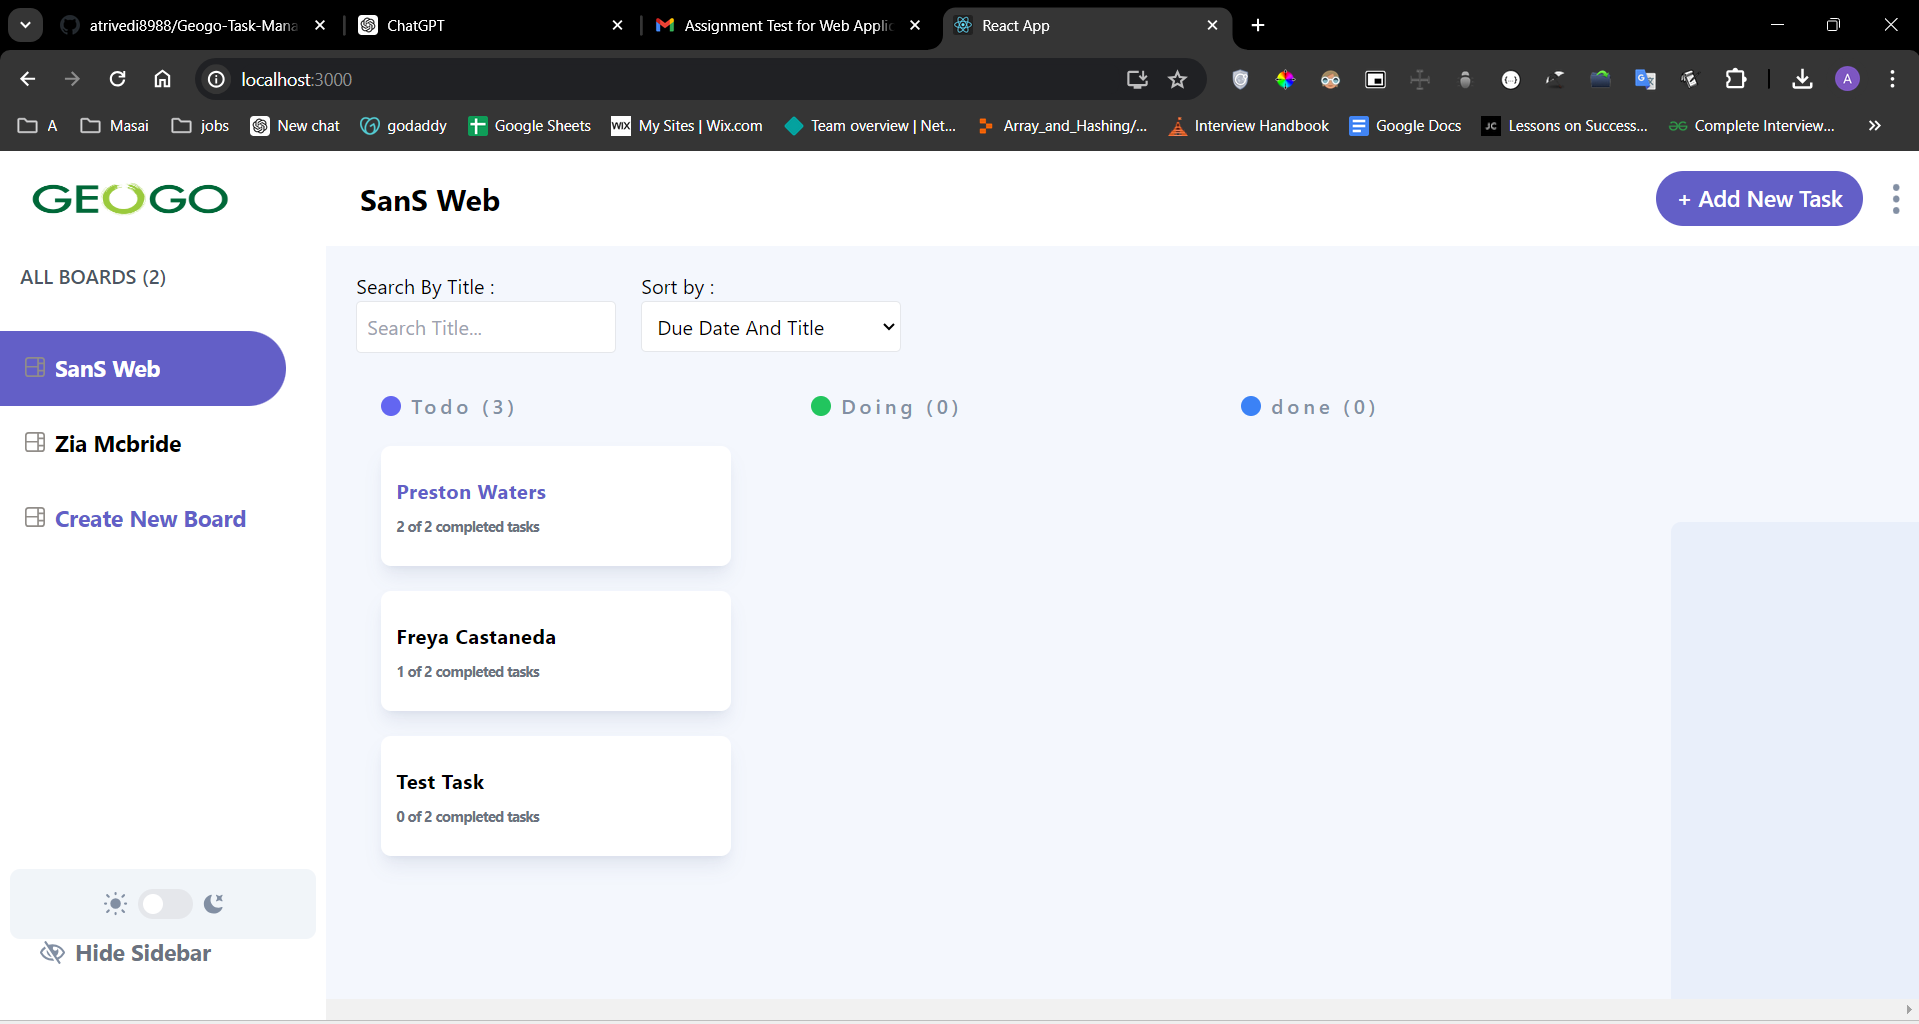 atrivedi8988/Geogo-Task-Mana
ChatGPT
Assignment Test for Web Applic
React App
localhost:3000
A
A
Masai
jobs
New chat
godaddy
Google Sheets
WIX My Sites | Wix.com
Team overview | Net...
Array_and_Hashing/...
Interview Handbook
Google Docs
JC Lessons on Success...
Complete Interview...
GEOGO
SanS Web
+ Add New Task
ALL BOARDS (2)
SanS Web
Zia Mcbride
Create New Board
Search By Title :
Search Title...
Sort by :
Due Date And Title
Todo (3)
Doing (0)
done (0)
Preston Waters
2 of 2 completed tasks
Freya Castaneda
1 of 2 completed tasks
Test Task
0 of 2 completed tasks
Hide Sidebar